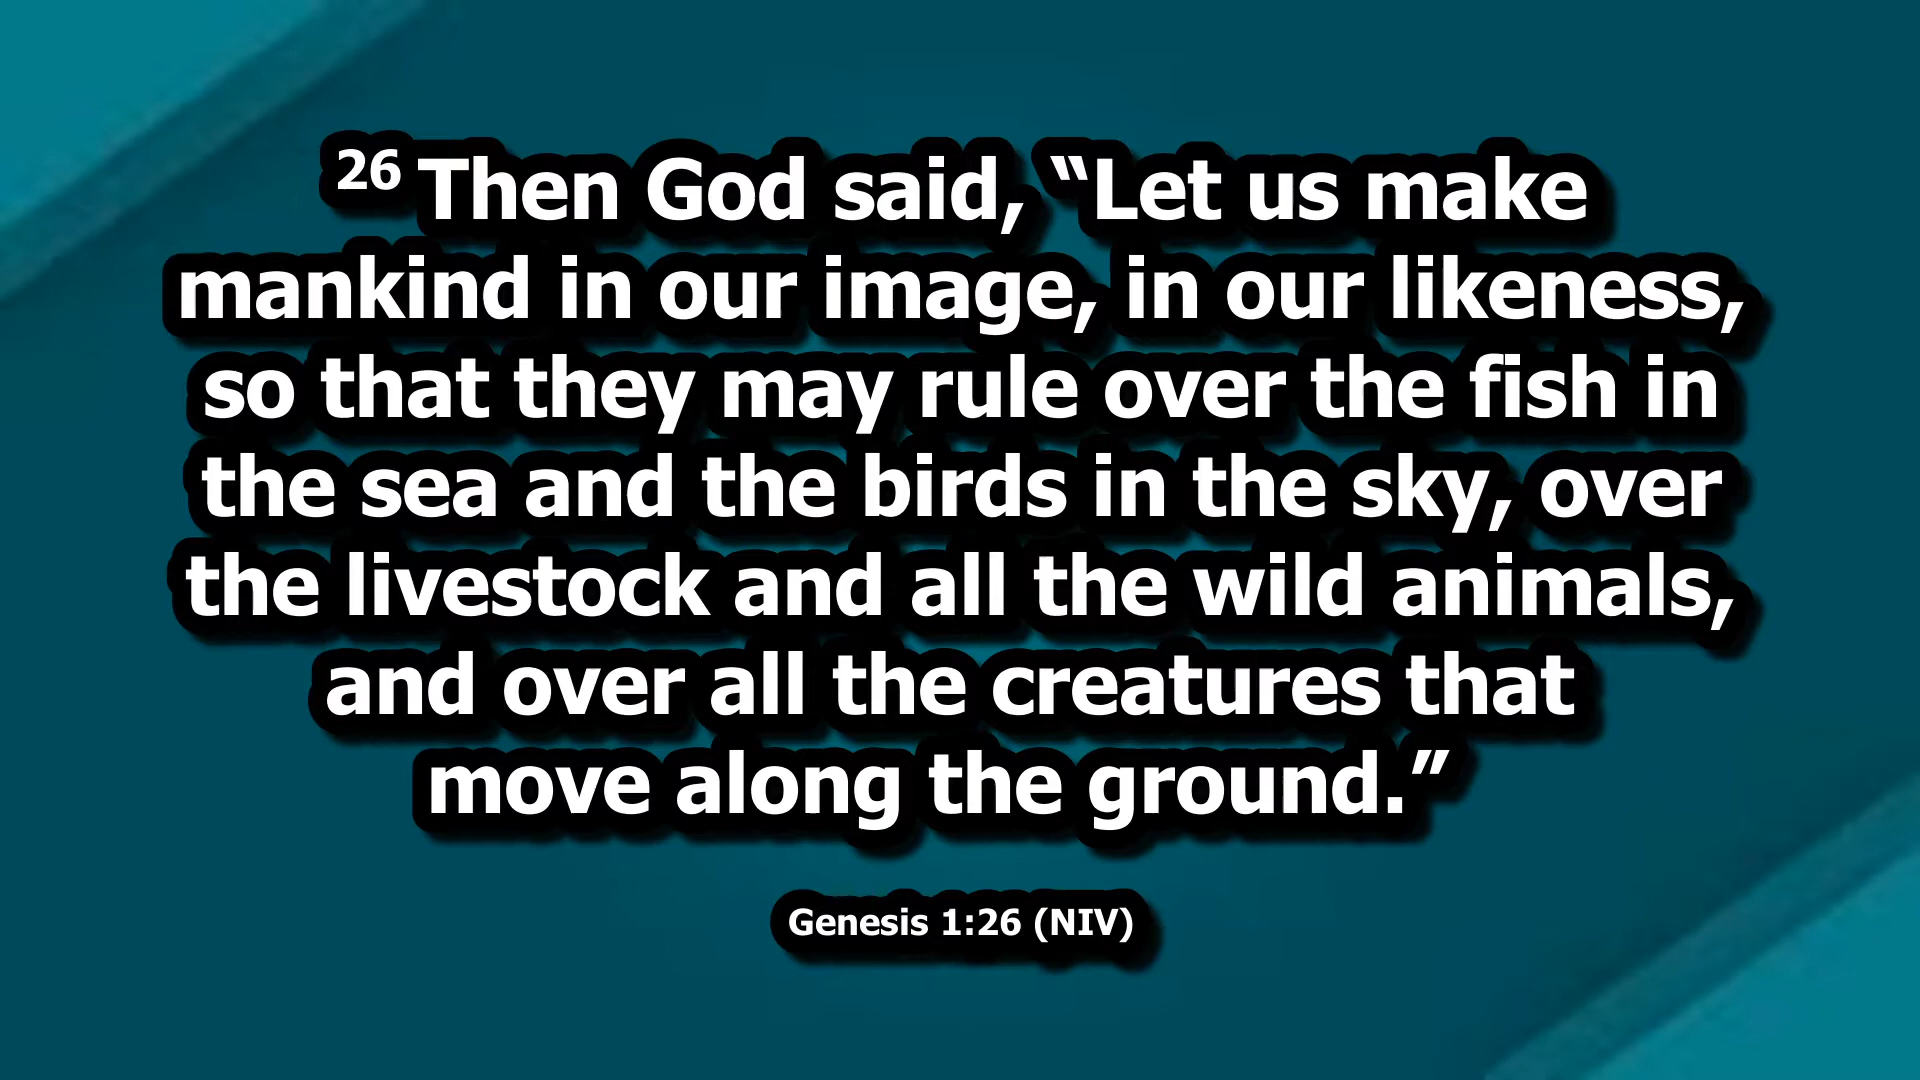 26 Then God said, “Let us make
mankind in our image, in our likeness,
so that they may rule over the fish in
the sea and the birds in the sky, over
the livestock and all the wild animals,
and over all the creatures that
move along the ground.”
Genesis 1:26 (NIV)